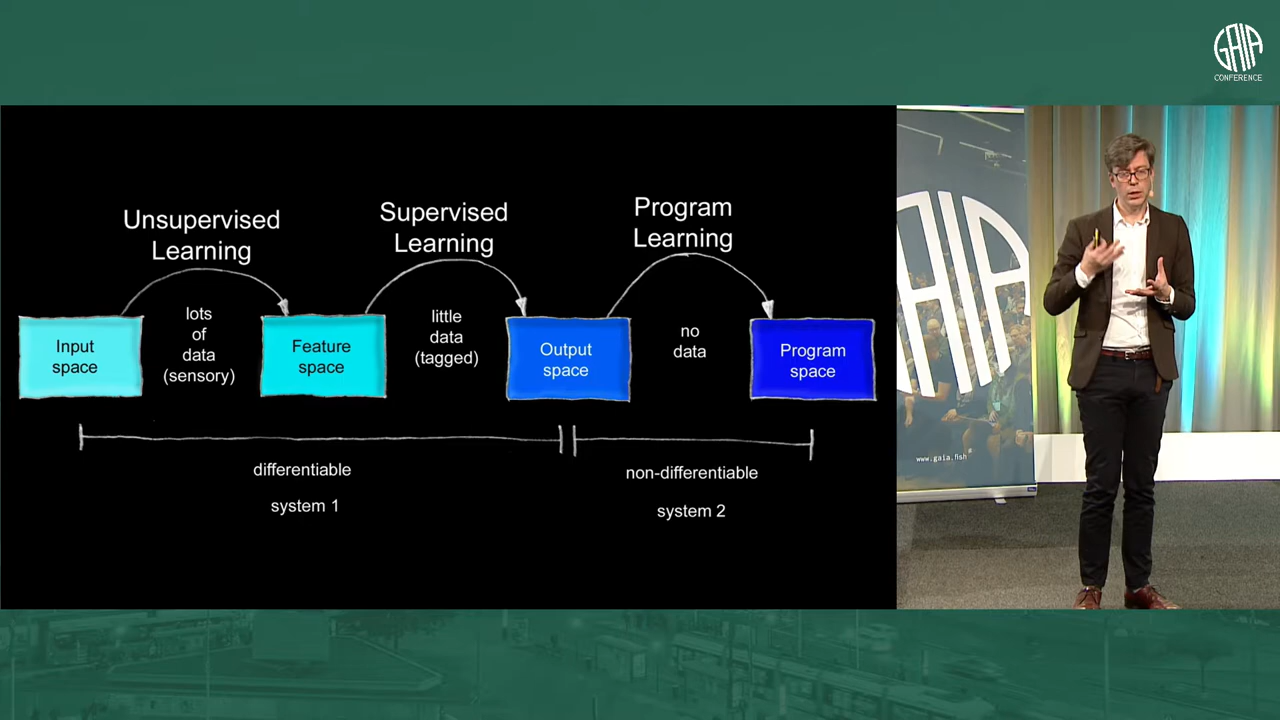 GAIA
CONFERENCE
Unsupervised
Learning
Supervised
Learning
Program
Learning
lots
of
data
(sensory)
little
data
(tagged)
no
data
Input
space
Feature
space
Output
space
Program
space
differentiable
system 1
non-differentiable
system 2
GAIA
www.gaia.fish